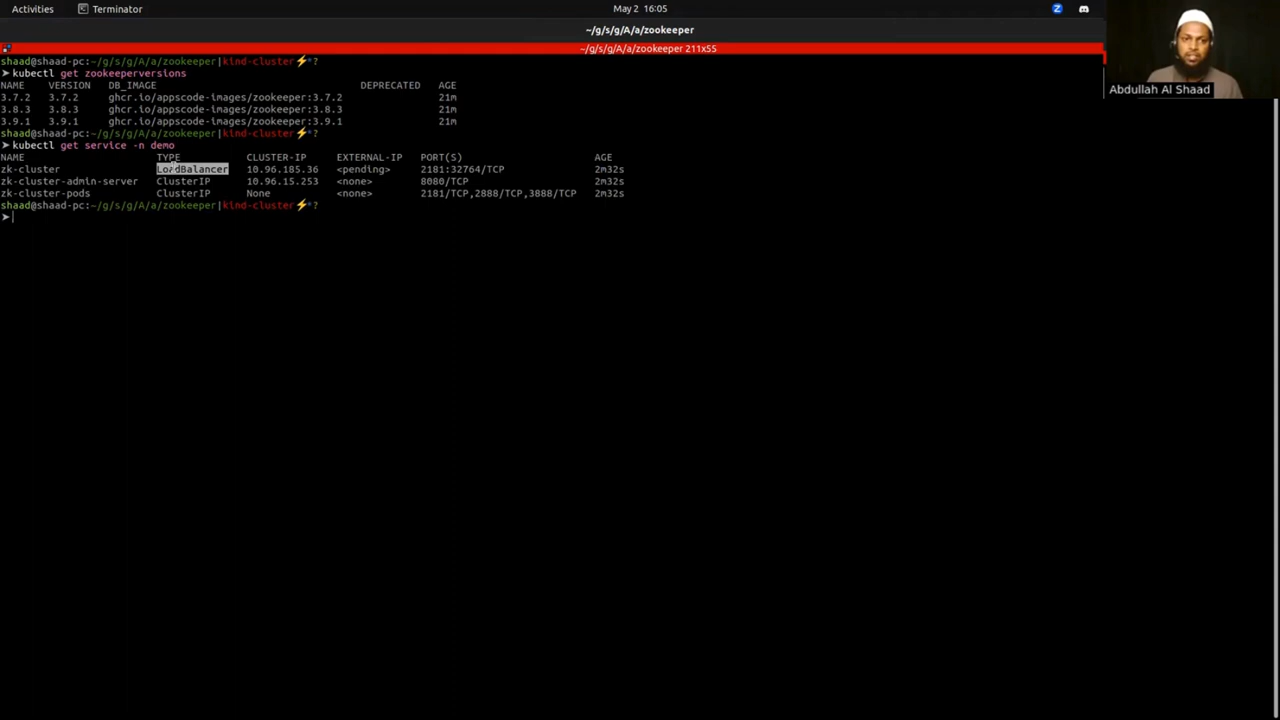 Activities Terminator May 2 16:05
~/g/s/g/A/a/zookeeper
~/g/s/g/A/a/zookeeper 211x55
Abdullah Al Shaad
shaad@shaad-pc:~/g/s/g/A/a/zookeeper|kind-cluster⚡*?
➤ kubectl get zookeeperversions
NAME VERSION DB_IMAGE DEPRECATED AGE
3.7.2 3.7.2 ghcr.io/appscode-images/zookeeper:3.7.2 21m
3.8.3 3.8.3 ghcr.io/appscode-images/zookeeper:3.8.3 21m
3.9.1 3.9.1 ghcr.io/appscode-images/zookeeper:3.9.1 21m
shaad@shaad-pc:~/g/s/g/A/a/zookeeper|kind-cluster⚡*?
➤ kubectl get service -n demo
NAME TYPE CLUSTER-IP EXTERNAL-IP PORT(S) AGE
zk-cluster LoadBalancer 10.96.185.36 <pending> 2181:32764/TCP 2m32s
zk-cluster-admin-server ClusterIP 10.96.15.253 <none> 8080/TCP 2m32s
zk-cluster-pods ClusterIP None <none> 2181/TCP,2888/TCP,3888/TCP 2m32s
shaad@shaad-pc:~/g/s/g/A/a/zookeeper|kind-cluster⚡*?
➤